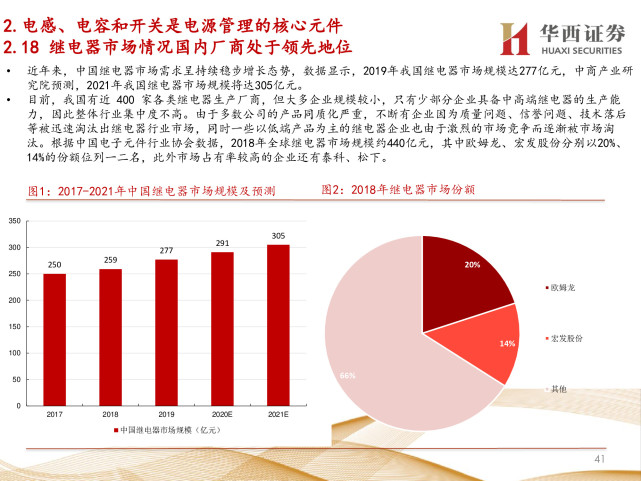 2.电感、电容和开关是电源管理的核心元件
2.18 继电器市场情况国内厂商处于领先地位
华西证券
HUAXI SECURITIES
• 近年来，中国继电器市场需求呈持续稳步增长态势，数据显示，2019年我国继电器市场规模达277亿元，中商产业研
究院预测，2021年我国继电器市场规模将达305亿元。
• 目前，我国有近 400 家各类继电器生产厂商，但大多企业规模较小，只有少部分企业具备中高端继电器的生产能
力，因此整体行业集中度不高。由于多数公司的产品同质化严重，不断有企业因为质量问题、信誉问题、技术落后
等被迅速淘汰出继电器行业市场，同时一些以低端产品为主的继电器企业也由于激烈的市场竞争而逐渐被市场淘
汰。根据中国电子元件行业协会数据，2018年全球继电器市场规模约440亿元，其中欧姆龙、宏发股份分别以20%、
14%的份额位列一二名，此外市场占有率较高的企业还有泰科、松下。
图1：2017-2021年中国继电器市场规模及预测
图2：2018年继电器市场份额
350
300
250
200
150
100
50
0
250
259
277
291
305
2017
2018
2019
2020E
2021E
中国继电器市场规模（亿元）
20%
14%
66%
欧姆龙
宏发股份
其他
41